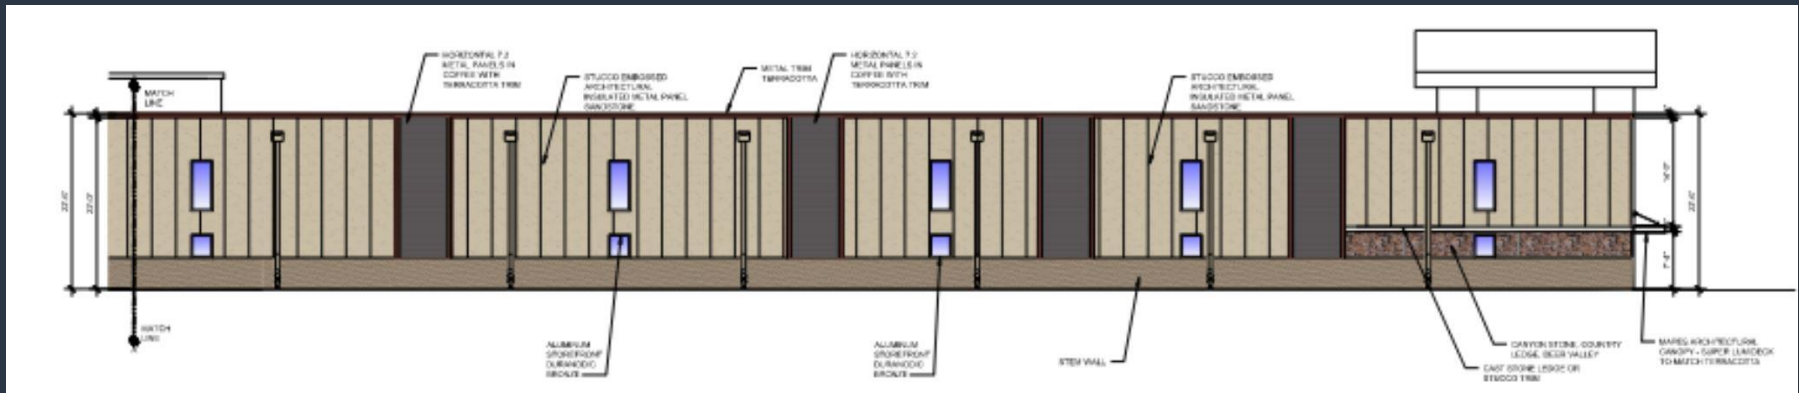 HORIZONTAL 7.2
METAL PANELS IN
COFFEE WITH
TERRACOTTA TRIM
STUCCO EMBOSSED
ARCHITECTURAL
INSULATED METAL PANEL
SANDSTONE
METAL TRIM
TERRACOTTA
HORIZONTAL 7.2
METAL PANELS IN
COFFEE WITH
TERRACOTTA TRIM
STUCCO EMBOSSED
ARCHITECTURAL
INSULATED METAL PANEL
SANDSTONE
MATCH
LINE
MATCH
LINE
ALUMINUM
STOREFRONT
DURANODIC
BRONZE
ALUMINUM
STOREFRONT
DURANODIC
BRONZE
STEM WALL
CANYON STONE, COUNTRY
LEDGE, DEER VALLEY
CAST STONE LEDGE OR
STUCCO TRIM
MAPES ARCHITECTURAL
CANOPY - SUPER LUMIDECK
TO MATCH TERRACOTTA